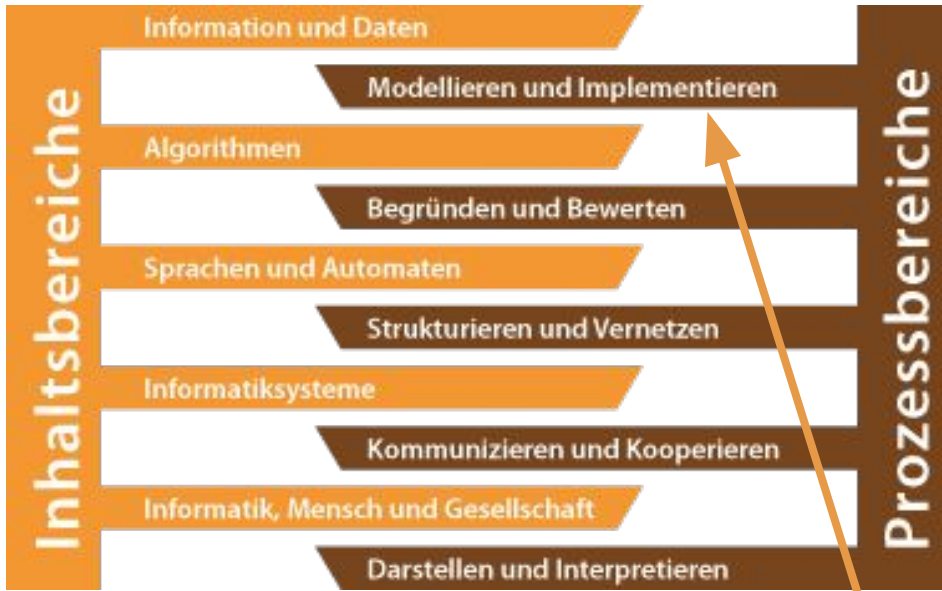 Inhaltsbereiche
Information und Daten
Modellieren und Implementieren
Algorithmen
Begründen und Bewerten
Sprachen und Automaten
Strukturieren und Vernetzen
Informatiksysteme
Kommunizieren und Kooperieren
Informatik, Mensch und Gesellschaft
Darstellen und Interpretieren
Prozessbereiche